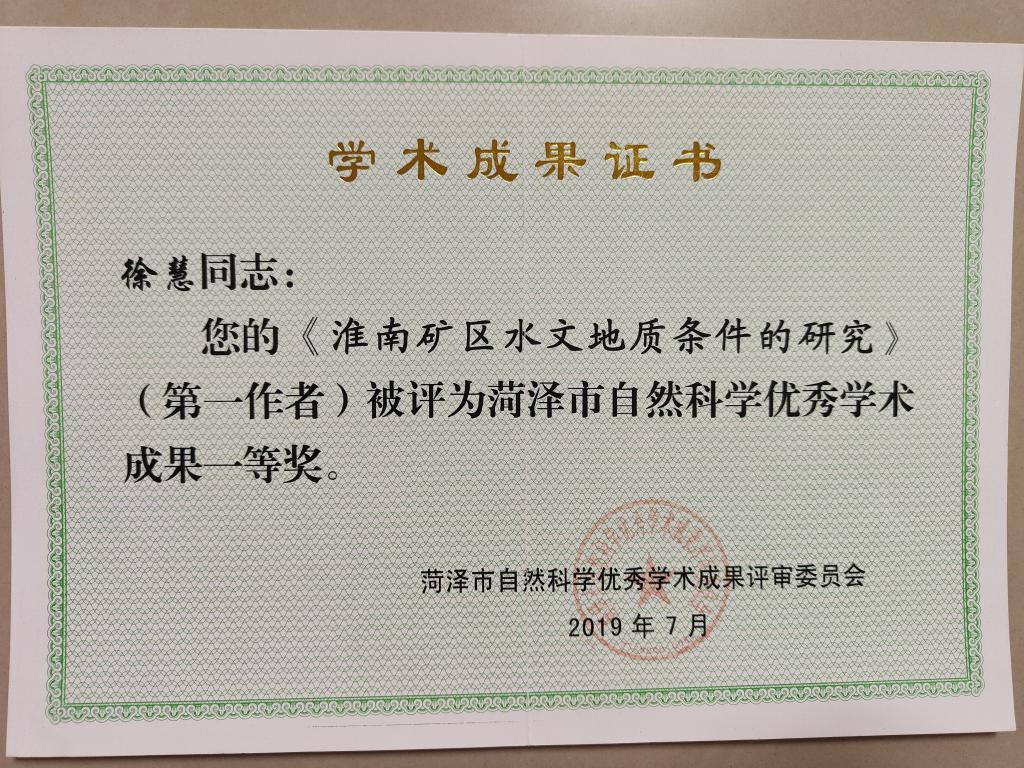 学术成果证书
徐慧同志：
您的《淮南矿区水文地质条件的研究》
（第一作者）被评为菏泽市自然科学优秀学术
成果一等奖。
菏泽市自然科学优秀学术成果评审委员会
2019年7月